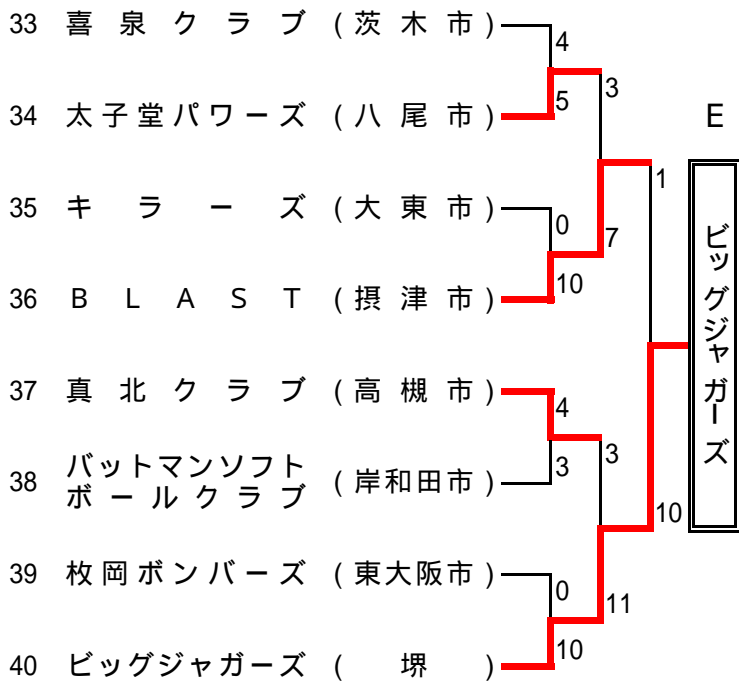 33 喜泉クラブ (茨木市)
4
5
3
34 太子堂パワーズ (八尾市)
E
1
35 キラーズ (大東市)
0
10
7
36 BLAST (摂津市)
ビッグジャガーズ
37 真北クラブ (高槻市)
4
3
3
38 バットマンソフト
ボールクラブ (岸和田市)
10
39 枚岡ボンバーズ (東大阪市)
0
10
11
40 ビッグジャガーズ (堺)